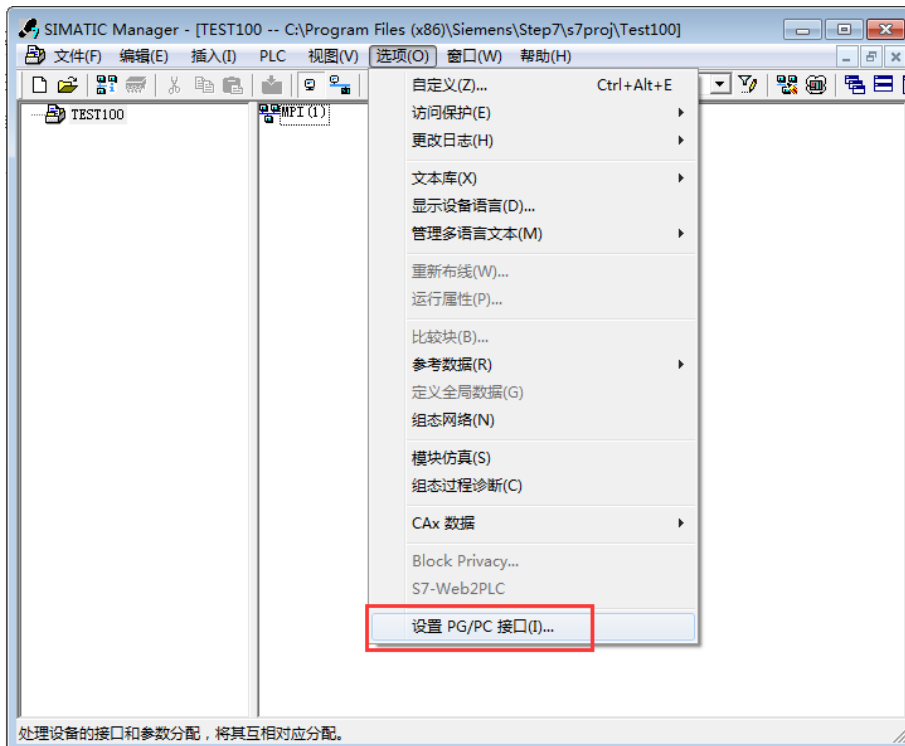 SIMATIC Manager - [TEST100 -- C:\Program Files (x86)\Siemens\Step7\s7proj\Test100]
文件(F) 编辑(E) 插入(I) PLC 视图(V) 选项(O) 窗口(W) 帮助(H)
TEST100
MPI(1)
自定义(Z)... Ctrl+Alt+E
访问保护(E)
更改日志(H)
文本库(X)
显示设备语言(D)...
管理多语言文本(M)
重新布线(W)...
运行属性(P)...
比较块(B)...
参考数据(R)
定义全局数据(G)
组态网络(N)
模块仿真(S)
组态过程诊断(C)
CAx 数据
Block Privacy...
S7-Web2PLC
设置 PG/PC 接口(I)...
处理设备的接口和参数分配，将其互相对应分配。